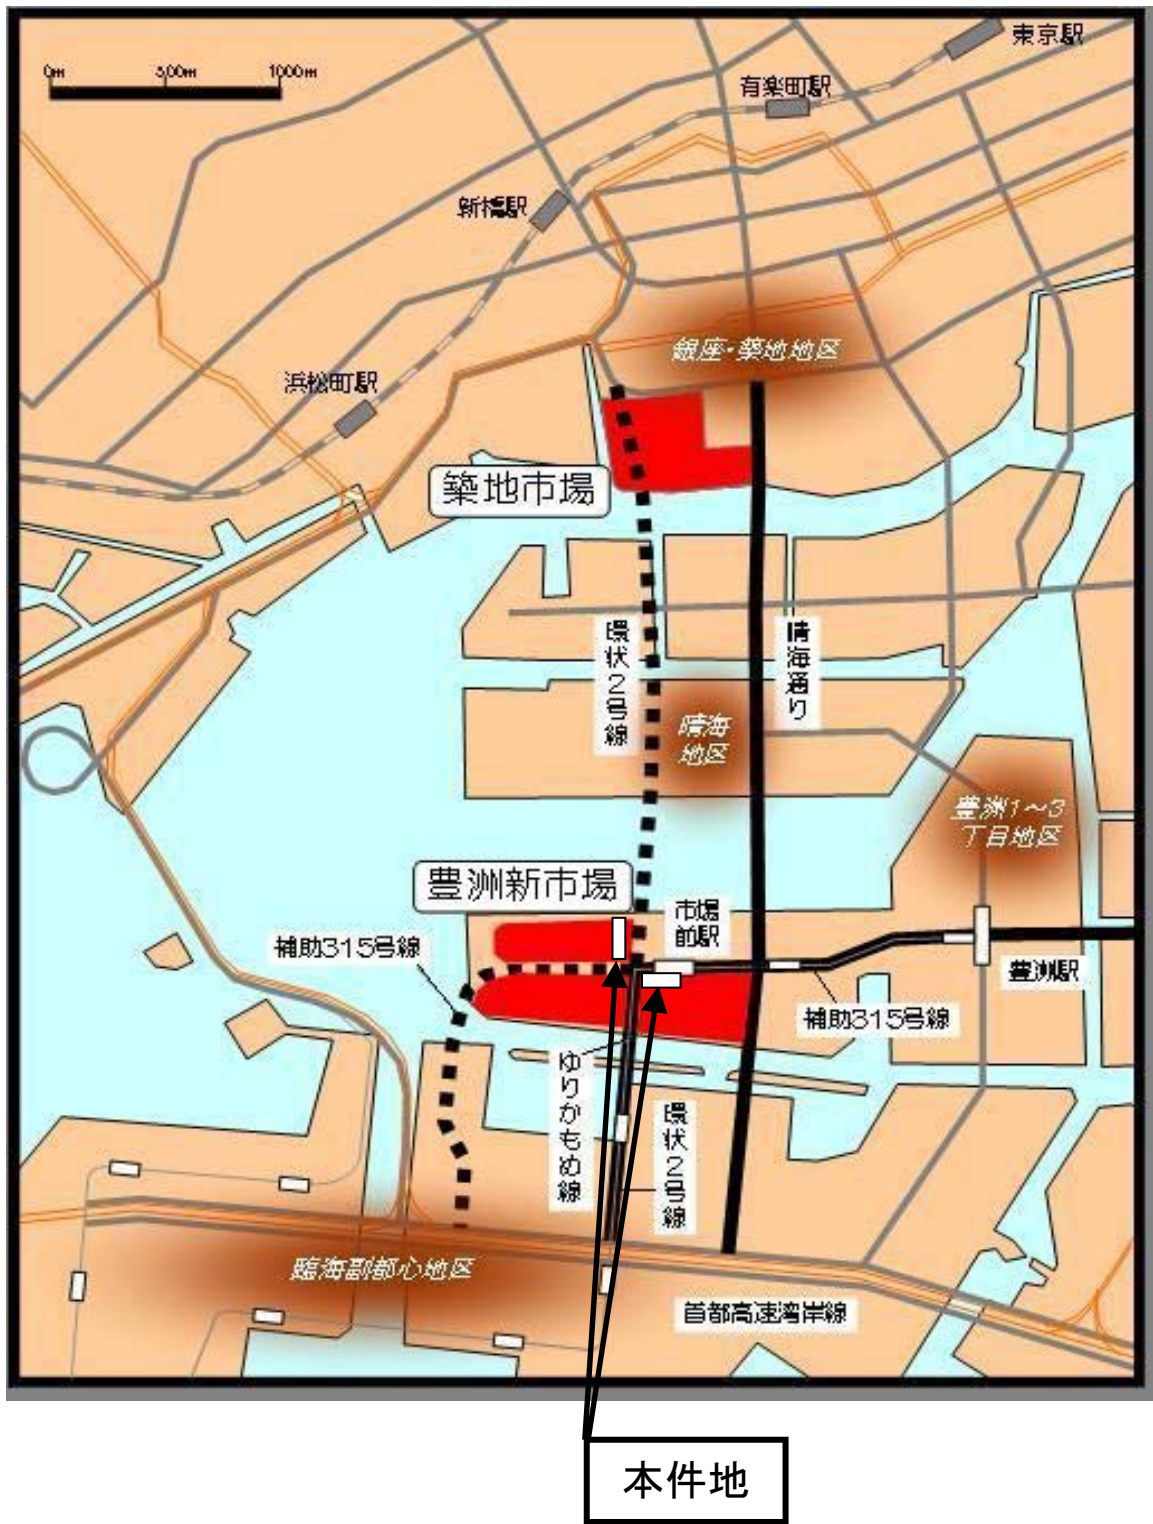 東京駅
0m 500m 1000m
有楽町駅
新橋駅
銀座・築地地区
浜松町駅
築地市場
環状2号線
晴海通り
晴海
地区
豊洲1～3
丁目地区
豊洲新市場
市場
前駅
補助315号線
豊洲駅
補助315号線
ゆりかもめ線
環状2号線
臨海副都心地区
首都高速湾岸線
本件地